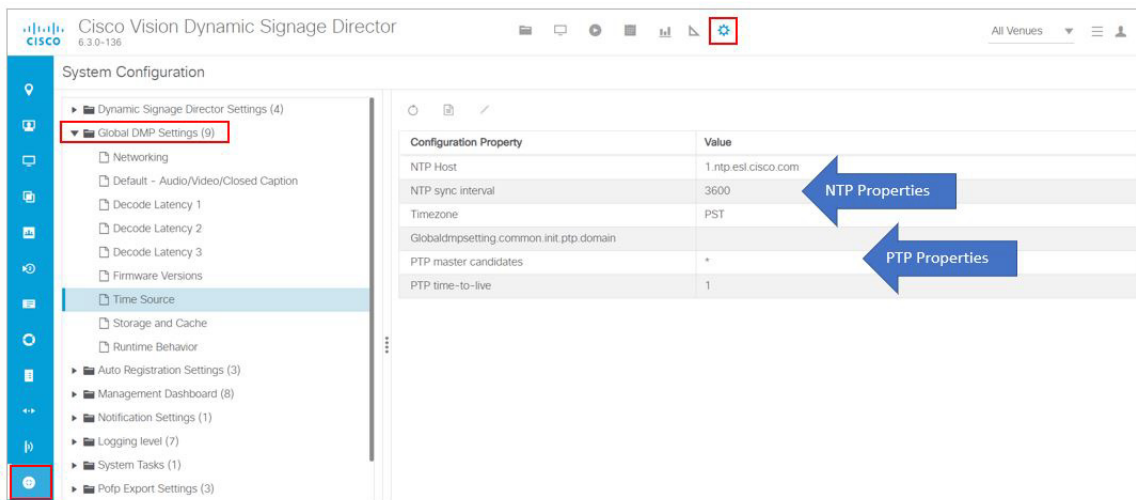 Cisco Vision Dynamic Signage Director
CISCO
6.3.0-136
All Venues
System Configuration
Dynamic Signage Director Settings (4)
Global DMP Settings (9)
Networking
Default - Audio/Video/Closed Caption
Decode Latency 1
Decode Latency 2
Decode Latency 3
Firmware Versions
Time Source
Storage and Cache
Runtime Behavior
Auto Registration Settings (3)
Management Dashboard (8)
Notification Settings (1)
Logging level (7)
System Tasks (1)
Pofp Export Settings (3)
Configuration Property Value
NTP Host 1.ntp.esl.cisco.com
NTP sync interval 3600
NTP Properties
Timezone PST
Globaldmpsetting.common.init.ptp.domain
PTP master candidates *
PTP Properties
PTP time-to-live 1